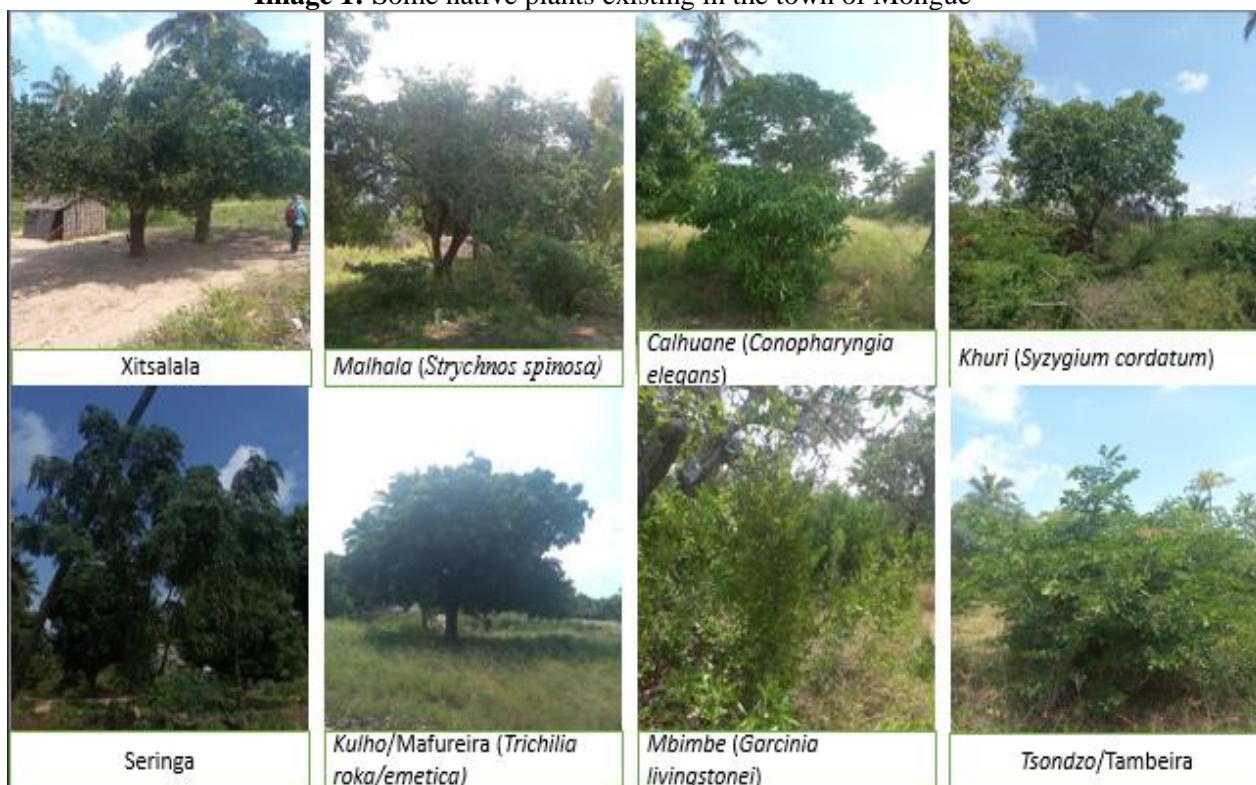 Image 1: Some native plants existing in the town of Mongue
Xitsalala
Malhala (Strychnos spinosa)
Calhuane (Conopharyngia
elegans)
Khuri (Syzygium cordatum)
Seringa
Kulho/Mafureira (Trichilia
roka/emetica)
Mbimbe (Garcinia
livingstonei)
Tsondzo/Tambeira